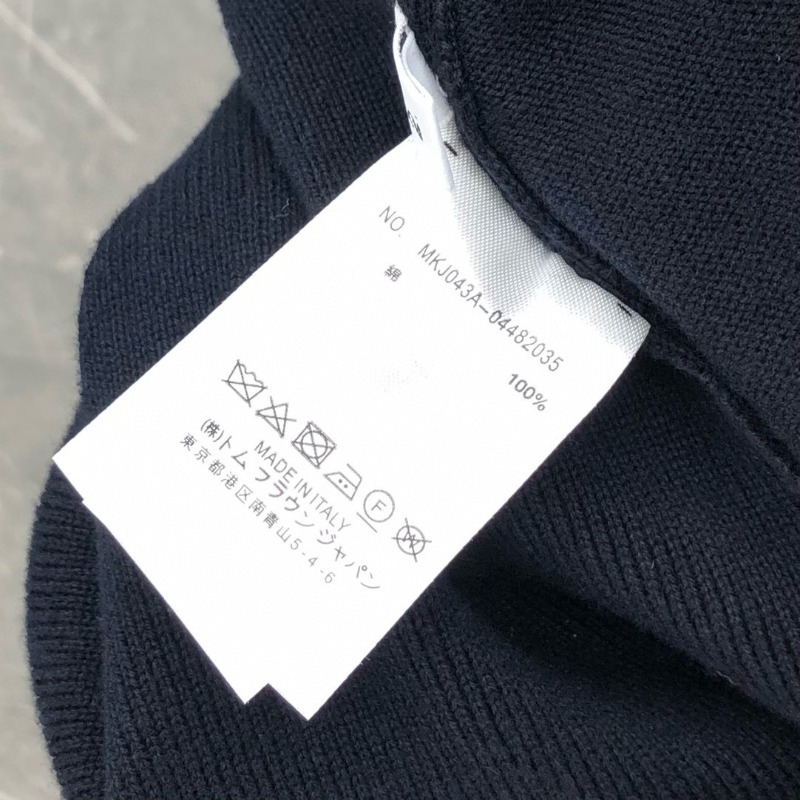 NO. MKJ043A-04482035
綿 100%
MADE IN ITALY
(株)トム ブラウン ジャパン
東京都港区南青山5-4-6